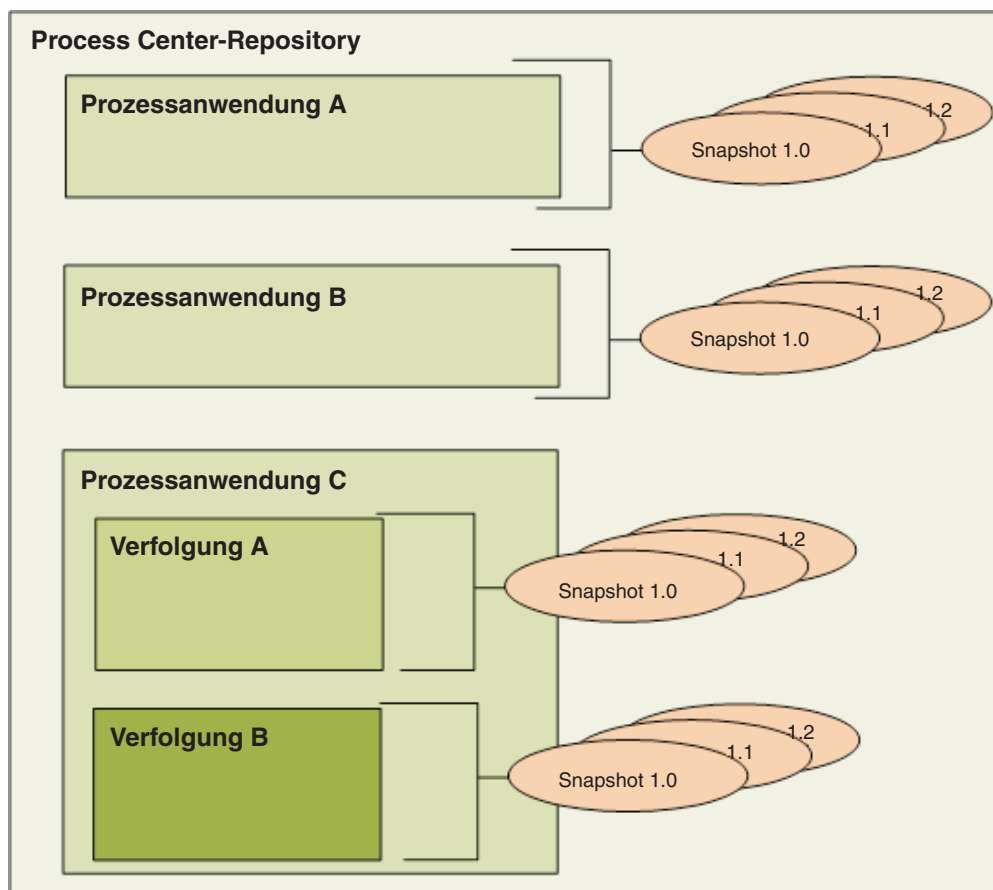 Process Center-Repository
Prozessanwendung A
Snapshot 1.0
1.1
1.2
Prozessanwendung B
Snapshot 1.0
1.1
1.2
Prozessanwendung C
Verfolgung A
Snapshot 1.0
1.1
1.2
Verfolgung B
Snapshot 1.0
1.1
1.2